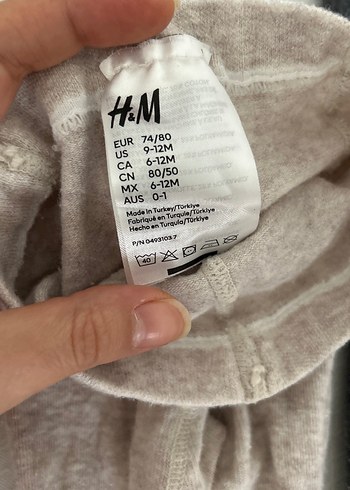 H&M
EUR 74/80
US 9-12M
CA 6-12M
CN 80/50
MX 6-12M
AUS 0-1
Made in Turkey/Türkiye
Fabriqué en Turquie/Türkiye
Hecho en Turquía/Türkiye
P/N 0493103.7
40